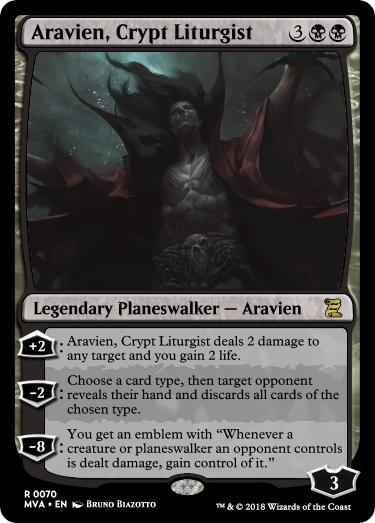 Aravien, Crypt Liturgist 3
Legendary Planeswalker — Aravien
+2: Aravien, Crypt Liturgist deals 2 damage to
any target and you gain 2 life.
-2: Choose a card type, then target opponent
reveals their hand and discards all cards of the
chosen type.
-8: You get an emblem with “Whenever a
creature or planeswalker an opponent controls
is dealt damage, gain control of it.”
3
R 0070
MVA • EN Bruno Biazotto
™ & © 2018 Wizards of the Coast